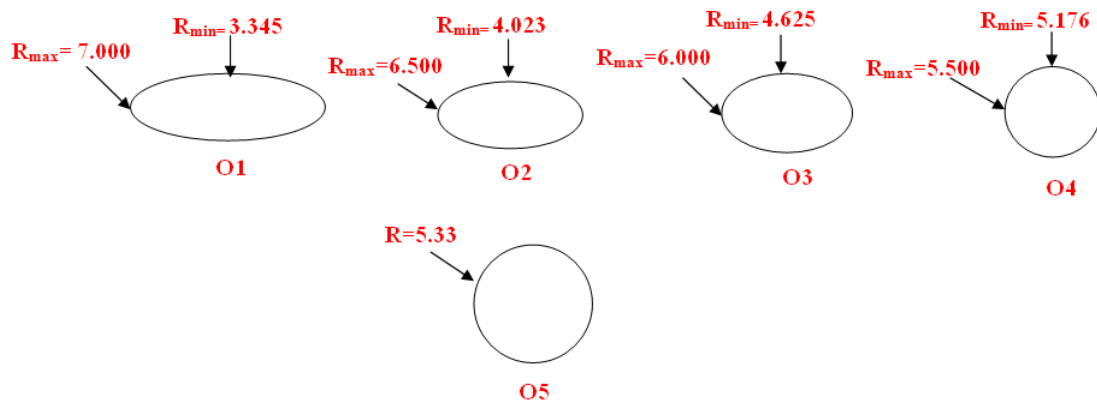 Rmin= 3.345
Rmax= 7.000
O1
Rmin= 4.023
Rmax=6.500
O2
Rmin= 4.625
Rmax=6.000
O3
Rmin= 5.176
Rmax=5.500
O4
R=5.33
O5